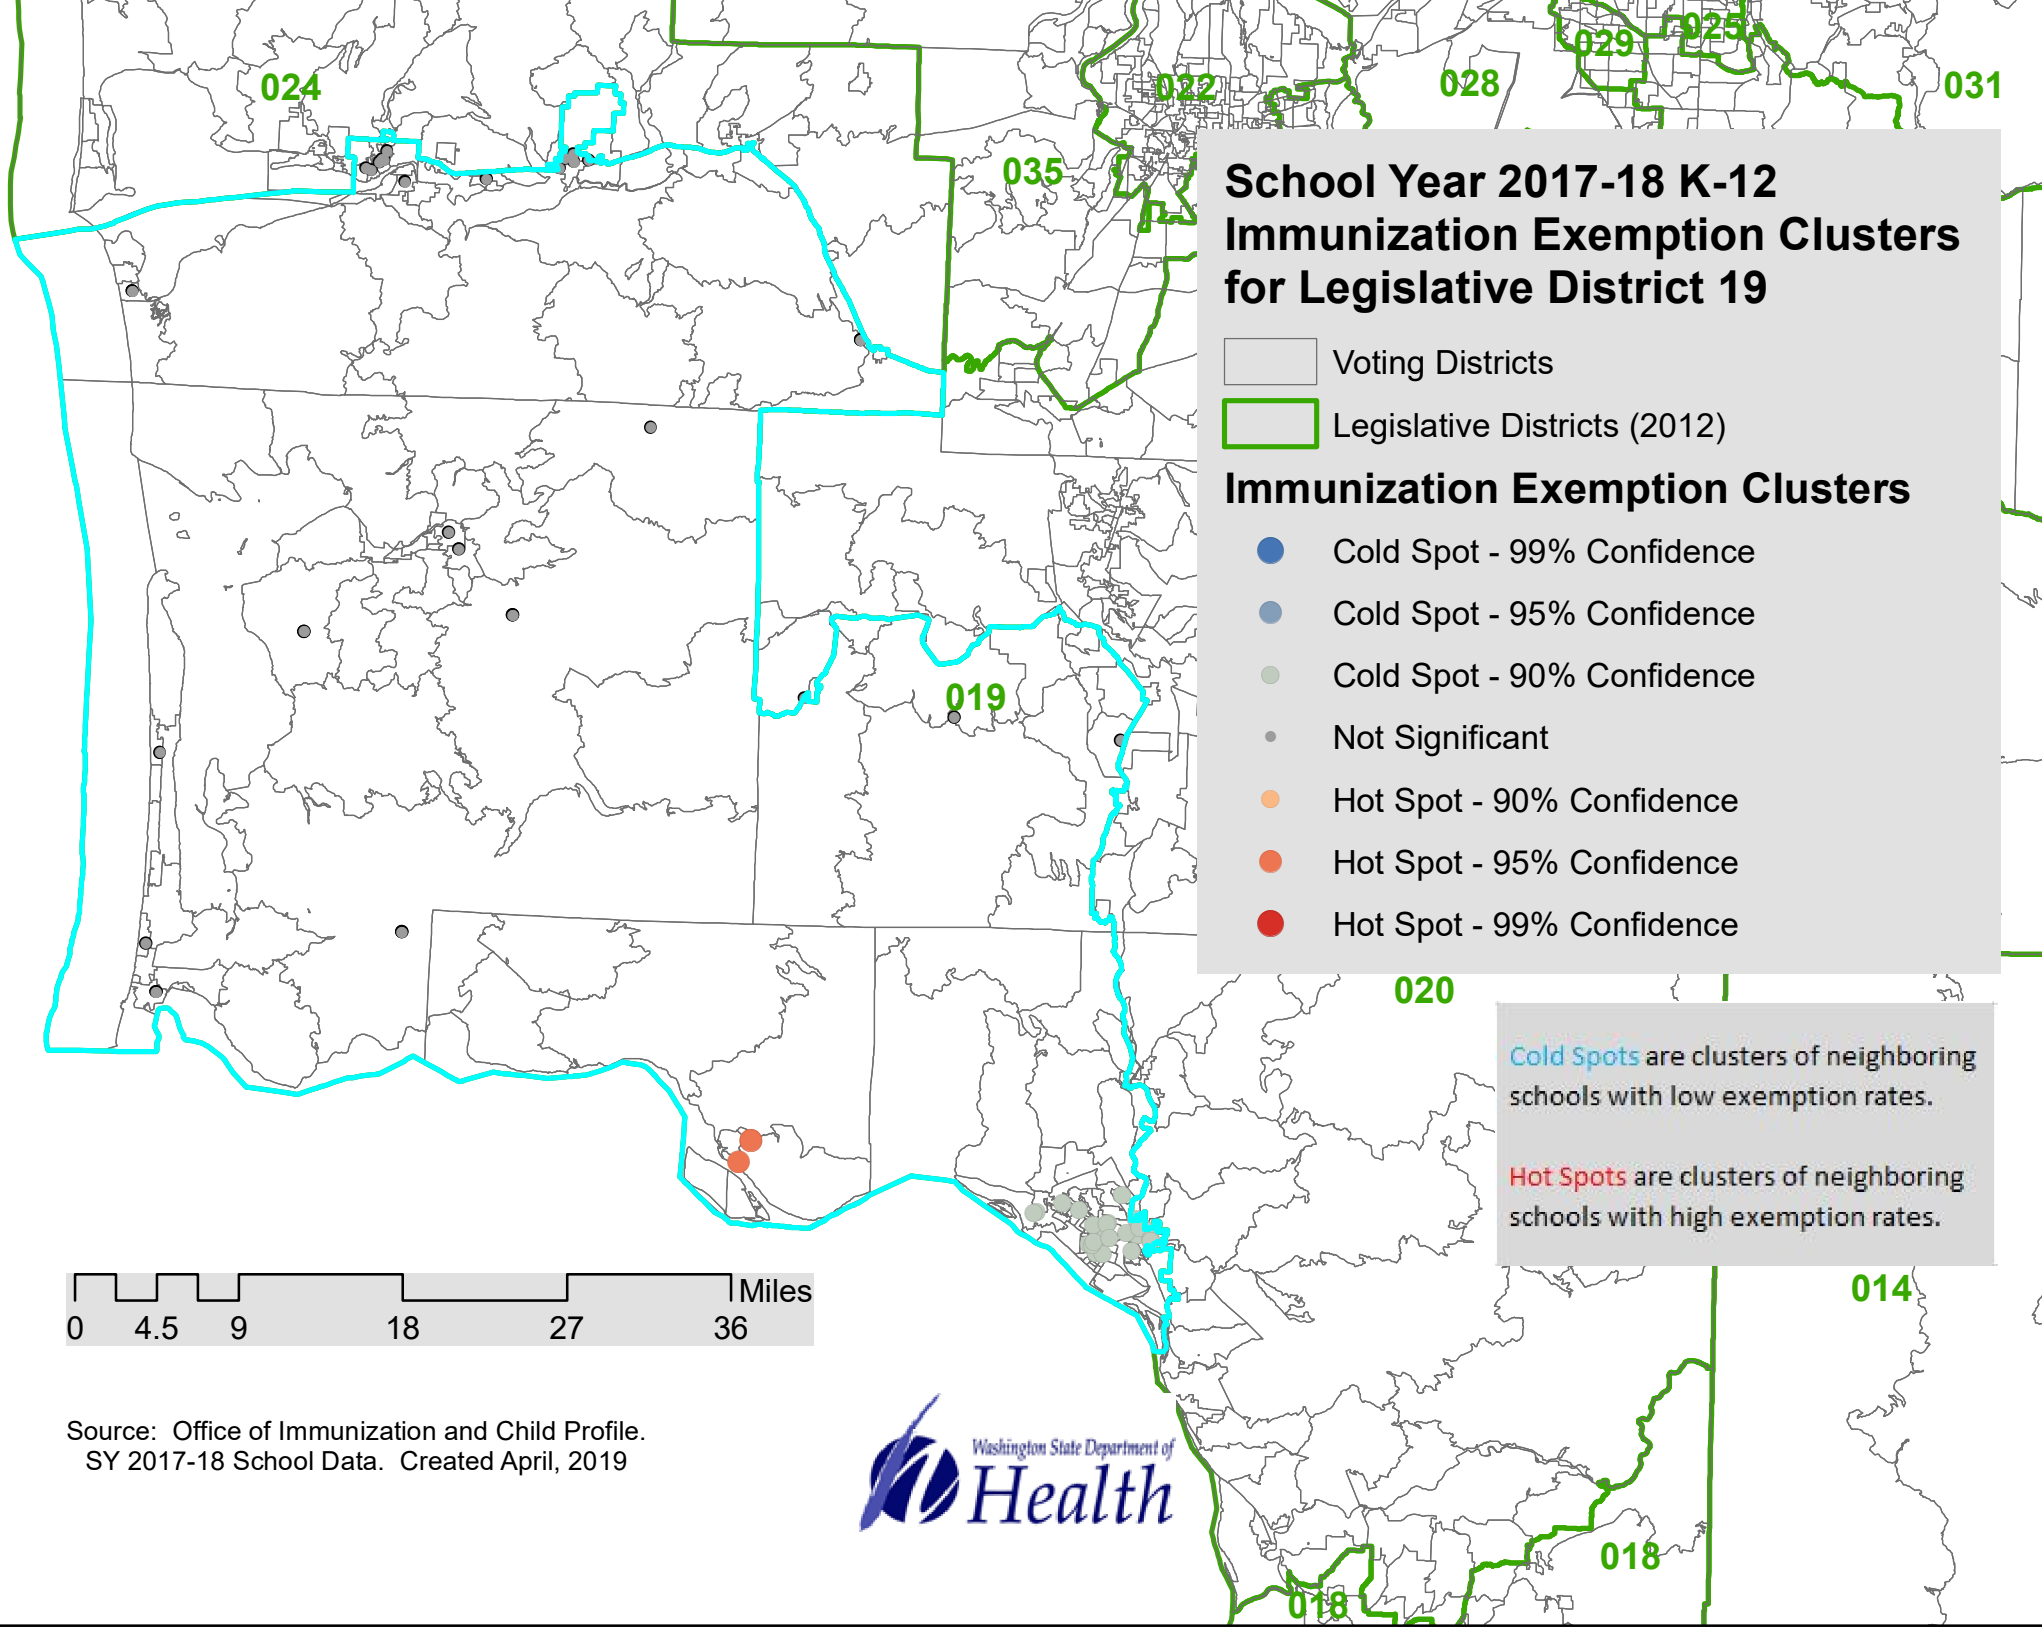 024
022
029
025
028
031
035
School Year 2017-18 K-12
Immunization Exemption Clusters
for Legislative District 19
Voting Districts
Legislative Districts (2012)
Immunization Exemption Clusters
Cold Spot - 99% Confidence
Cold Spot - 95% Confidence
Cold Spot - 90% Confidence
Not Significant
Hot Spot - 90% Confidence
Hot Spot - 95% Confidence
Hot Spot - 99% Confidence
019
020
Cold Spots are clusters of neighboring
schools with low exemption rates.
Hot Spots are clusters of neighboring
schools with high exemption rates.
014
Miles
0 4.5 9 18 27 36
Source: Office of Immunization and Child Profile.
SY 2017-18 School Data. Created April, 2019
Washington State Department of
Health
018
018